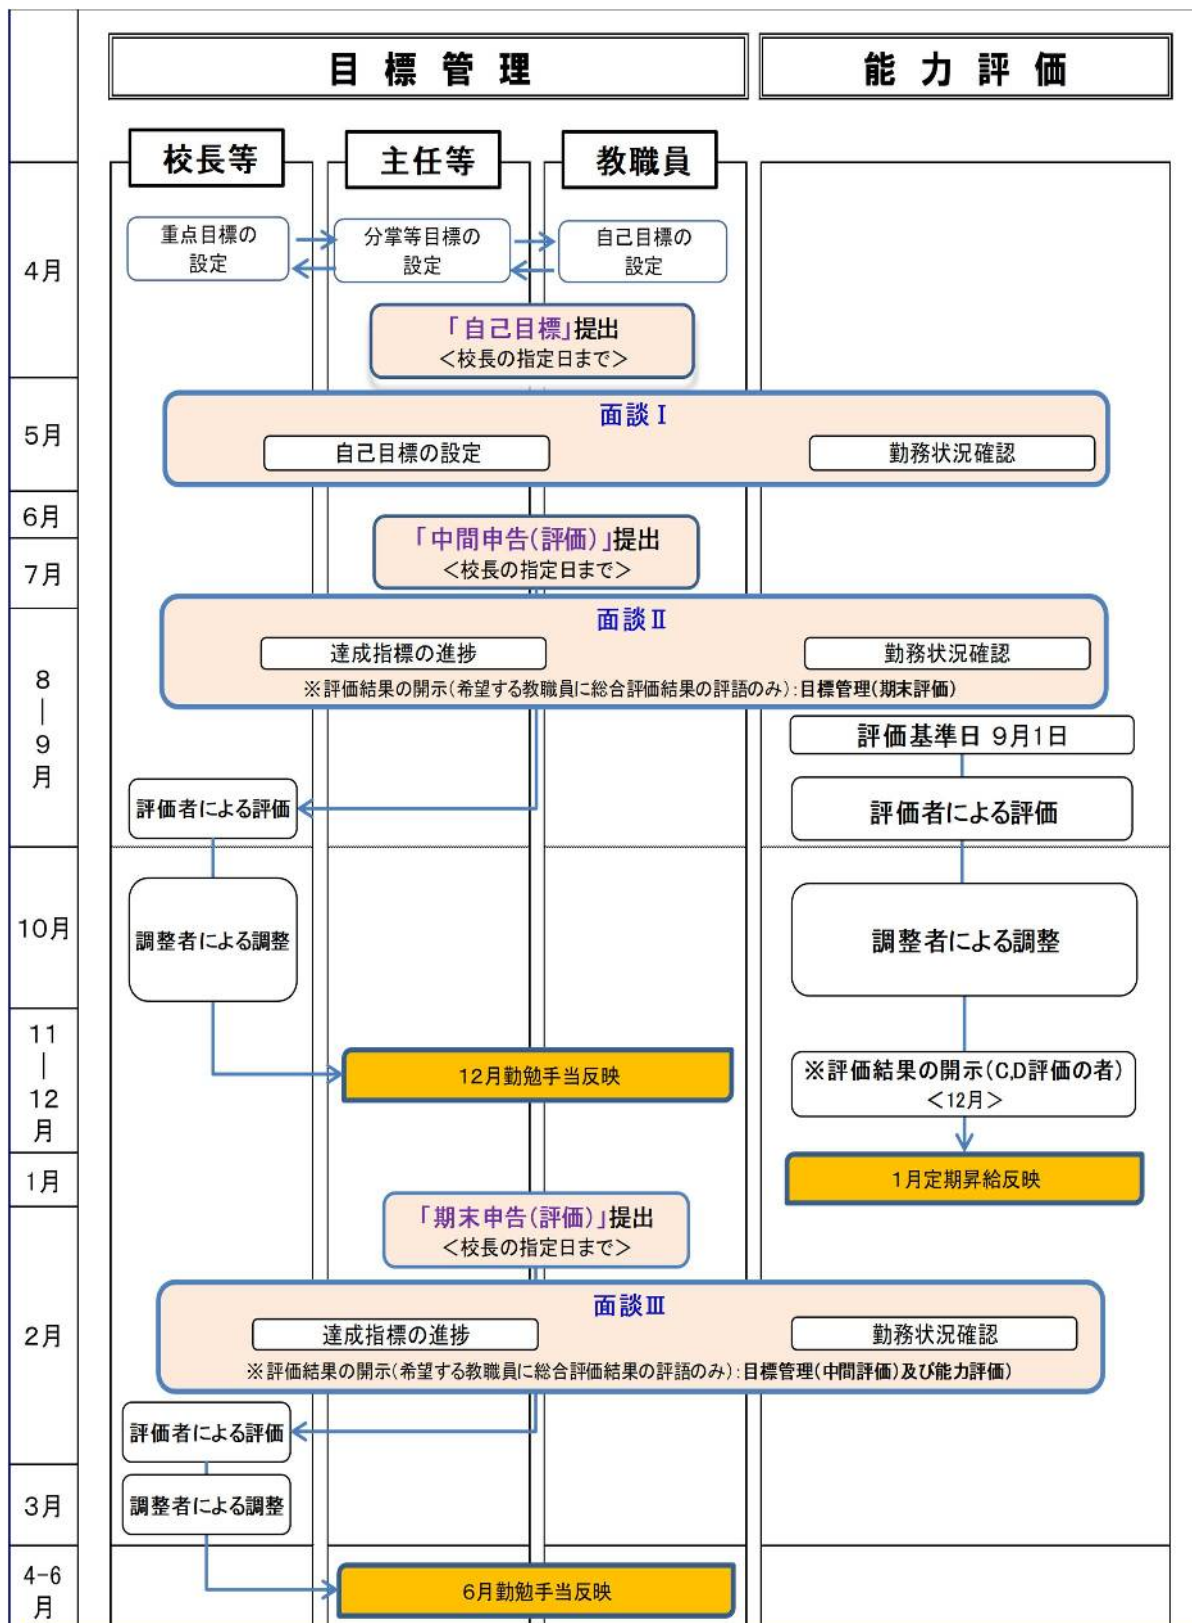 目標管理
能力評価
校長等
主任等
教職員
4月
重点目標の
設定
分掌等目標の
設定
自己目標の
設定
「自己目標」提出
＜校長の指定日まで＞
5月
面談Ⅰ
自己目標の設定
勤務状況確認
6月
「中間申告(評価)」提出
＜校長の指定日まで＞
7月
面談Ⅱ
達成指標の進捗
勤務状況確認
※評価結果の開示(希望する教職員に総合評価結果の評語のみ):目標管理(期末評価)
8
|
9
月
評価基準日 9月1日
評価者による評価
評価者による評価
10月
調整者による調整
調整者による調整
11
|
12
月
12月勤勉手当反映
※評価結果の開示(C,D評価の者)
＜12月＞
1月
1月定期昇給反映
「期末申告(評価)」提出
＜校長の指定日まで＞
2月
面談Ⅲ
達成指標の進捗
勤務状況確認
※評価結果の開示(希望する教職員に総合評価結果の評語のみ):目標管理(中間評価)及び能力評価)
評価者による評価
3月
調整者による調整
4-6
月
6月勤勉手当反映